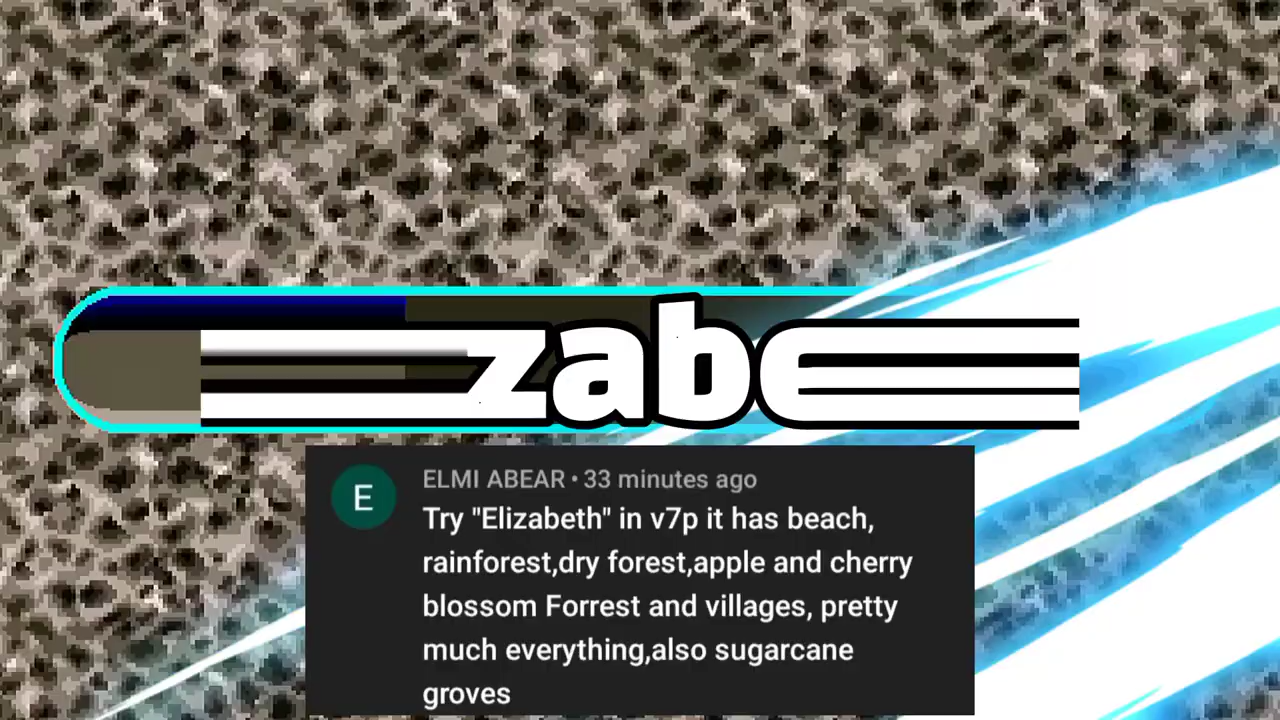 zabe
E
ELMI ABEAR • 33 minutes ago
Try "Elizabeth" in v7p it has beach,
rainforest,dry forest,apple and cherry
blossom Forrest and villages, pretty
much everything,also sugarcane
groves